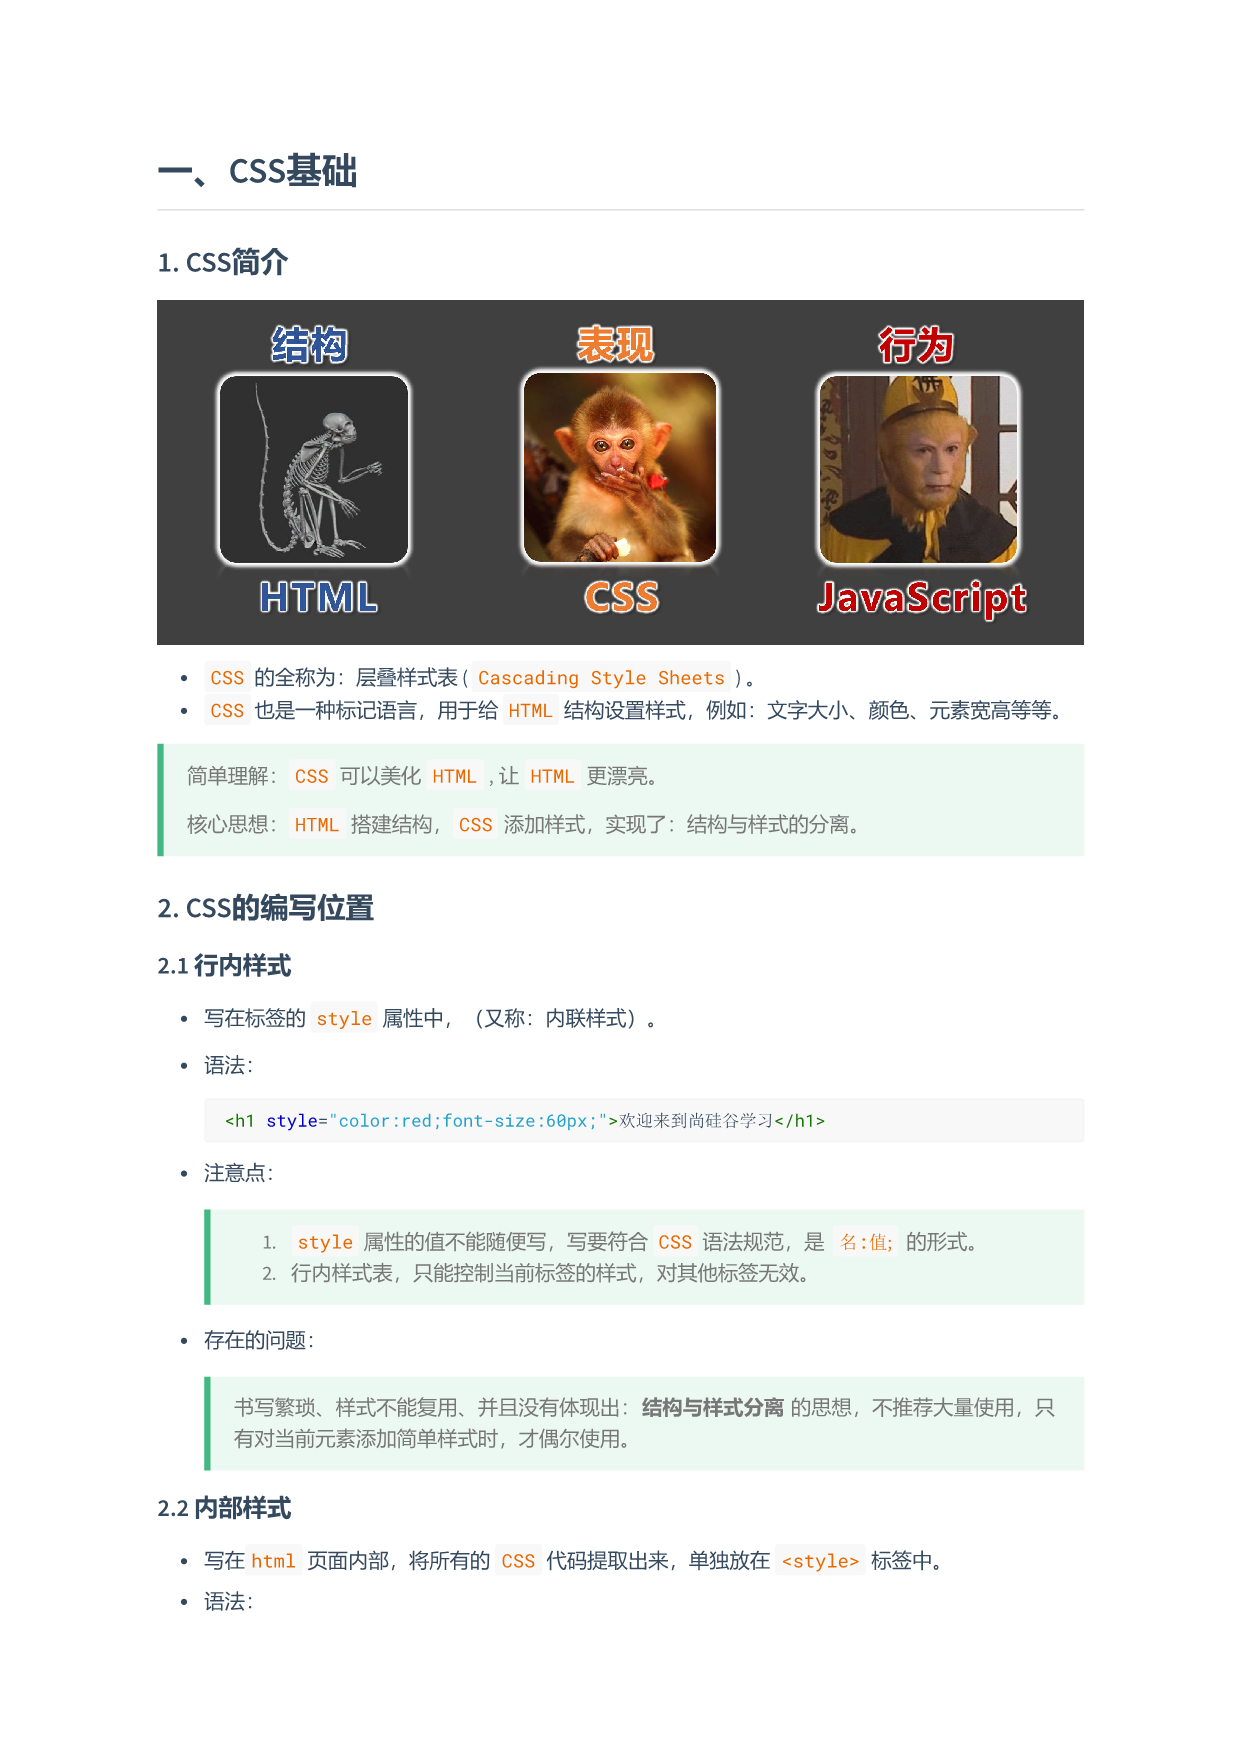 一、CSS基础
1. CSS简介
结构 表现 行为
HTML CSS JavaScript
• CSS 的全称为：层叠样式表 ( Cascading Style Sheets ) 。
• CSS 也是一种标记语言，用于给 HTML 结构设置样式，例如：文字大小、颜色、元素宽高等等。
简单理解： CSS 可以美化 HTML , 让 HTML 更漂亮。
核心思想： HTML 搭建结构， CSS 添加样式，实现了：结构与样式的分离。
2. CSS的编写位置
2.1 行内样式
• 写在标签的 style 属性中，（又称：内联样式）。
• 语法：
<h1 style="color:red;font-size:60px;">欢迎来到尚硅谷学习</h1>
• 注意点：
1. style 属性的值不能随便写，写要符合 CSS 语法规范，是 名:值; 的形式。
2. 行内样式表，只能控制当前标签的样式，对其他标签无效。
• 存在的问题：
书写繁琐、样式不能复用、并且没有体现出：结构与样式分离 的思想，不推荐大量使用，只
有对当前元素添加简单样式时，才偶尔使用。
2.2 内部样式
• 写在 html 页面内部，将所有的 CSS 代码提取出来，单独放在 <style> 标签中。
• 语法：